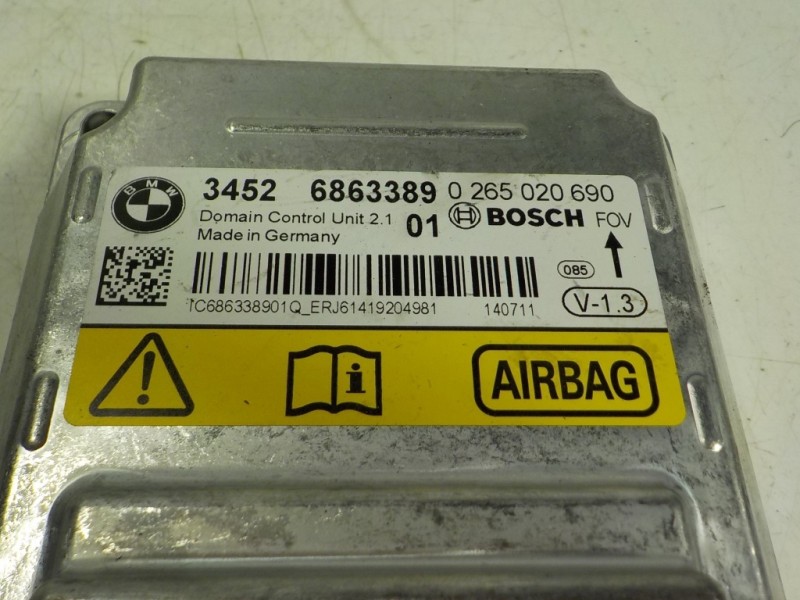 BMW
3452 6863389 0 265 020 690
Domain Control Unit 2.1 01 BOSCH FOV
Made in Germany
085
V-1.3
TC686338901Q_ERJ61419204981 140711
AIRBAG